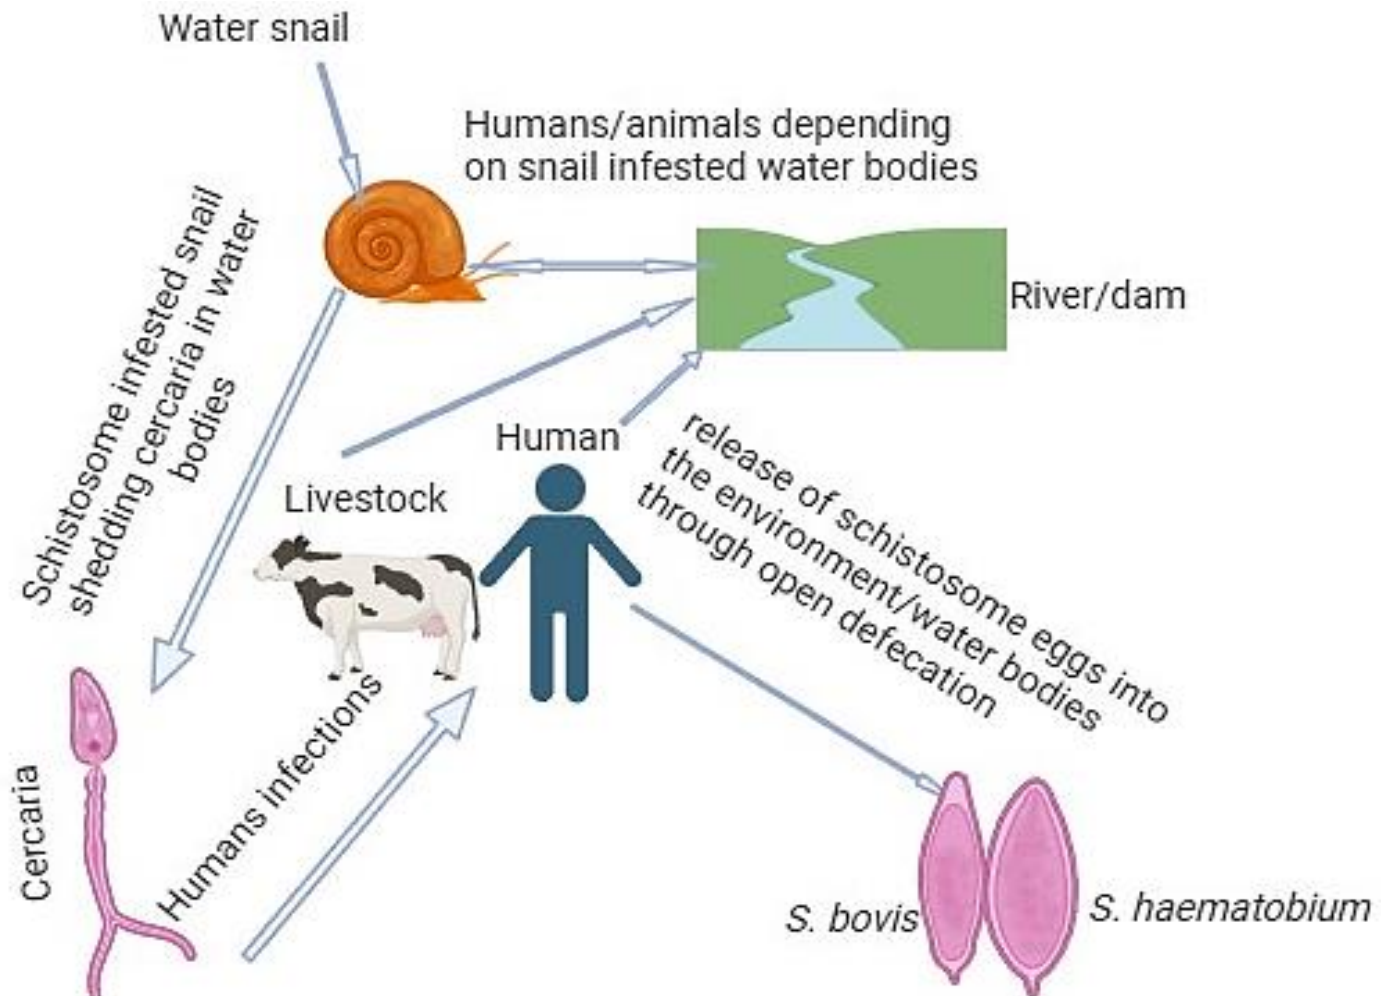 Water snail
Humans/animals depending
on snail infested water bodies
River/dam
Schistosome infested snail
shedding cercaria in water
bodies
Human
Livestock
release of schistosome eggs into
the environment/water bodies
through open defecation
Humans infections
Cercaria
S. bovis
S. haematobium